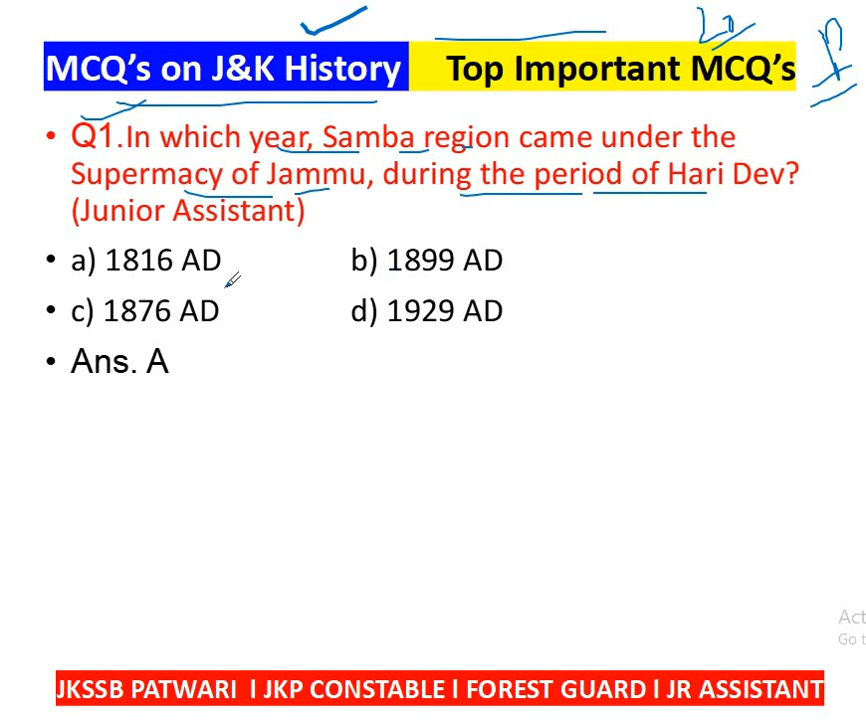 MCQ's on J&K History Top Important MCQ's
• Q1.In which year, Samba region came under the
Supermacy of Jammu, during the period of Hari Dev?
(Junior Assistant)
• a) 1816 AD b) 1899 AD
• c) 1876 AD d) 1929 AD
• Ans. A
Act
Go t
JKSSB PATWARI l JKP CONSTABLE l FOREST GUARD l JR ASSISTANT